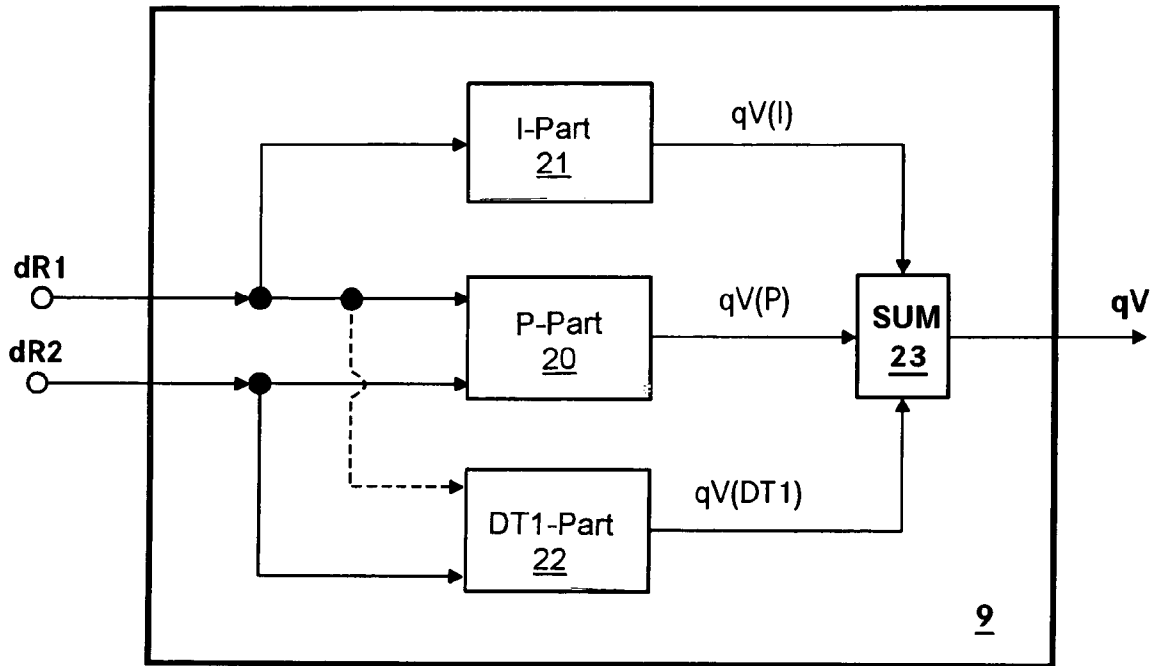 I-Part
21
qV(I)
dR1
dR2
P-Part
20
qV(P)
SUM
23
qV
DT1-Part
22
qV(DT1)
9